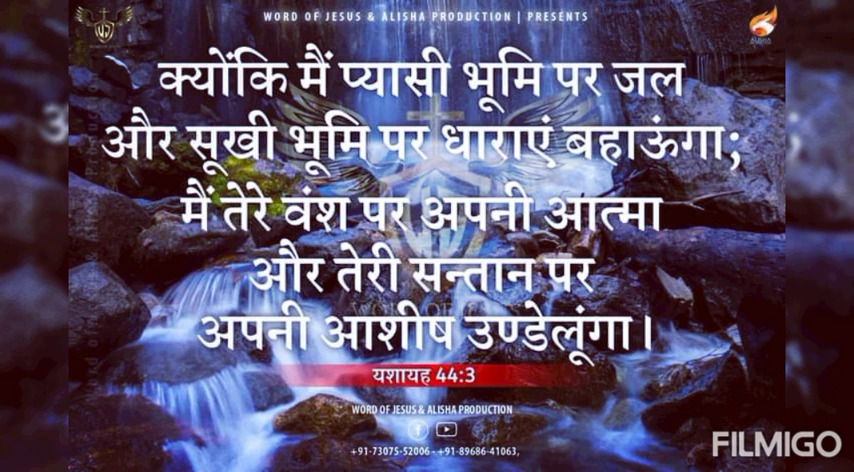 WORD OF JESUS & ALISHA PRODUCTION | PRESENTS
क्योंकि मैं प्यासी भूमि पर जल
और सूखी भूमि पर धाराएं बहाऊंगा;
मैं तेरे वंश पर अपनी आत्मा
और तेरी सन्तान पर
अपनी आशीष उण्डेलूंगा।
यशायह 44:3
WORD OF JESUS & ALISHA PRODUCTION
+91-73075-52006 - +91-89686-41063,
FILMIGO